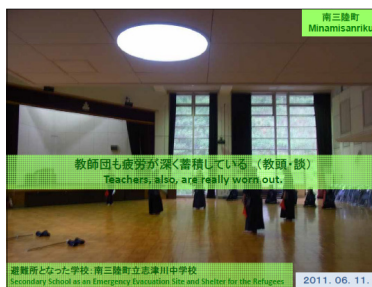 南三陸町
Minamisanriku
教師団も疲労が深く蓄積している (教頭・談)
Teachers, also, are really worn out.
避難所となった学校：南三陸町立志津川中学校
Secondary School as an Emergency Evacuation Site and Shelter for the Refugees
2011. 06. 11.